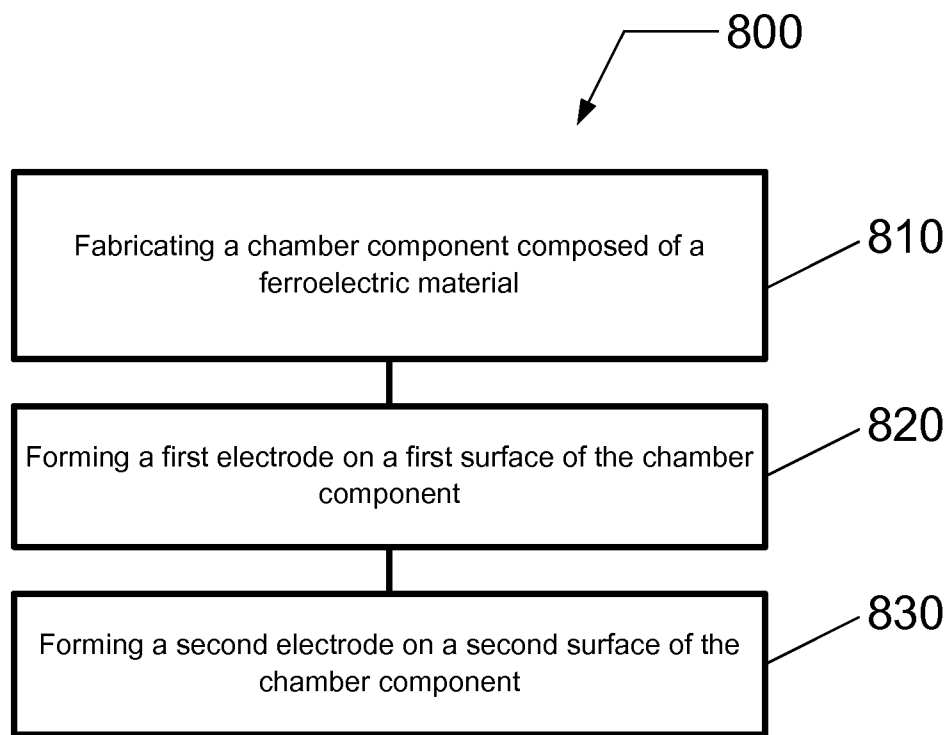 800
Fabricating a chamber component composed of a
ferroelectric material
810
Forming a first electrode on a first surface of the chamber
component
820
Forming a second electrode on a second surface of the
chamber component
830